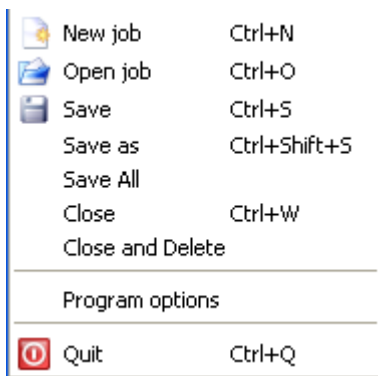 New job Ctrl+N
Open job Ctrl+O
Save Ctrl+S
Save as Ctrl+Shift+S
Save All
Close Ctrl+W
Close and Delete
Program options
Quit Ctrl+Q